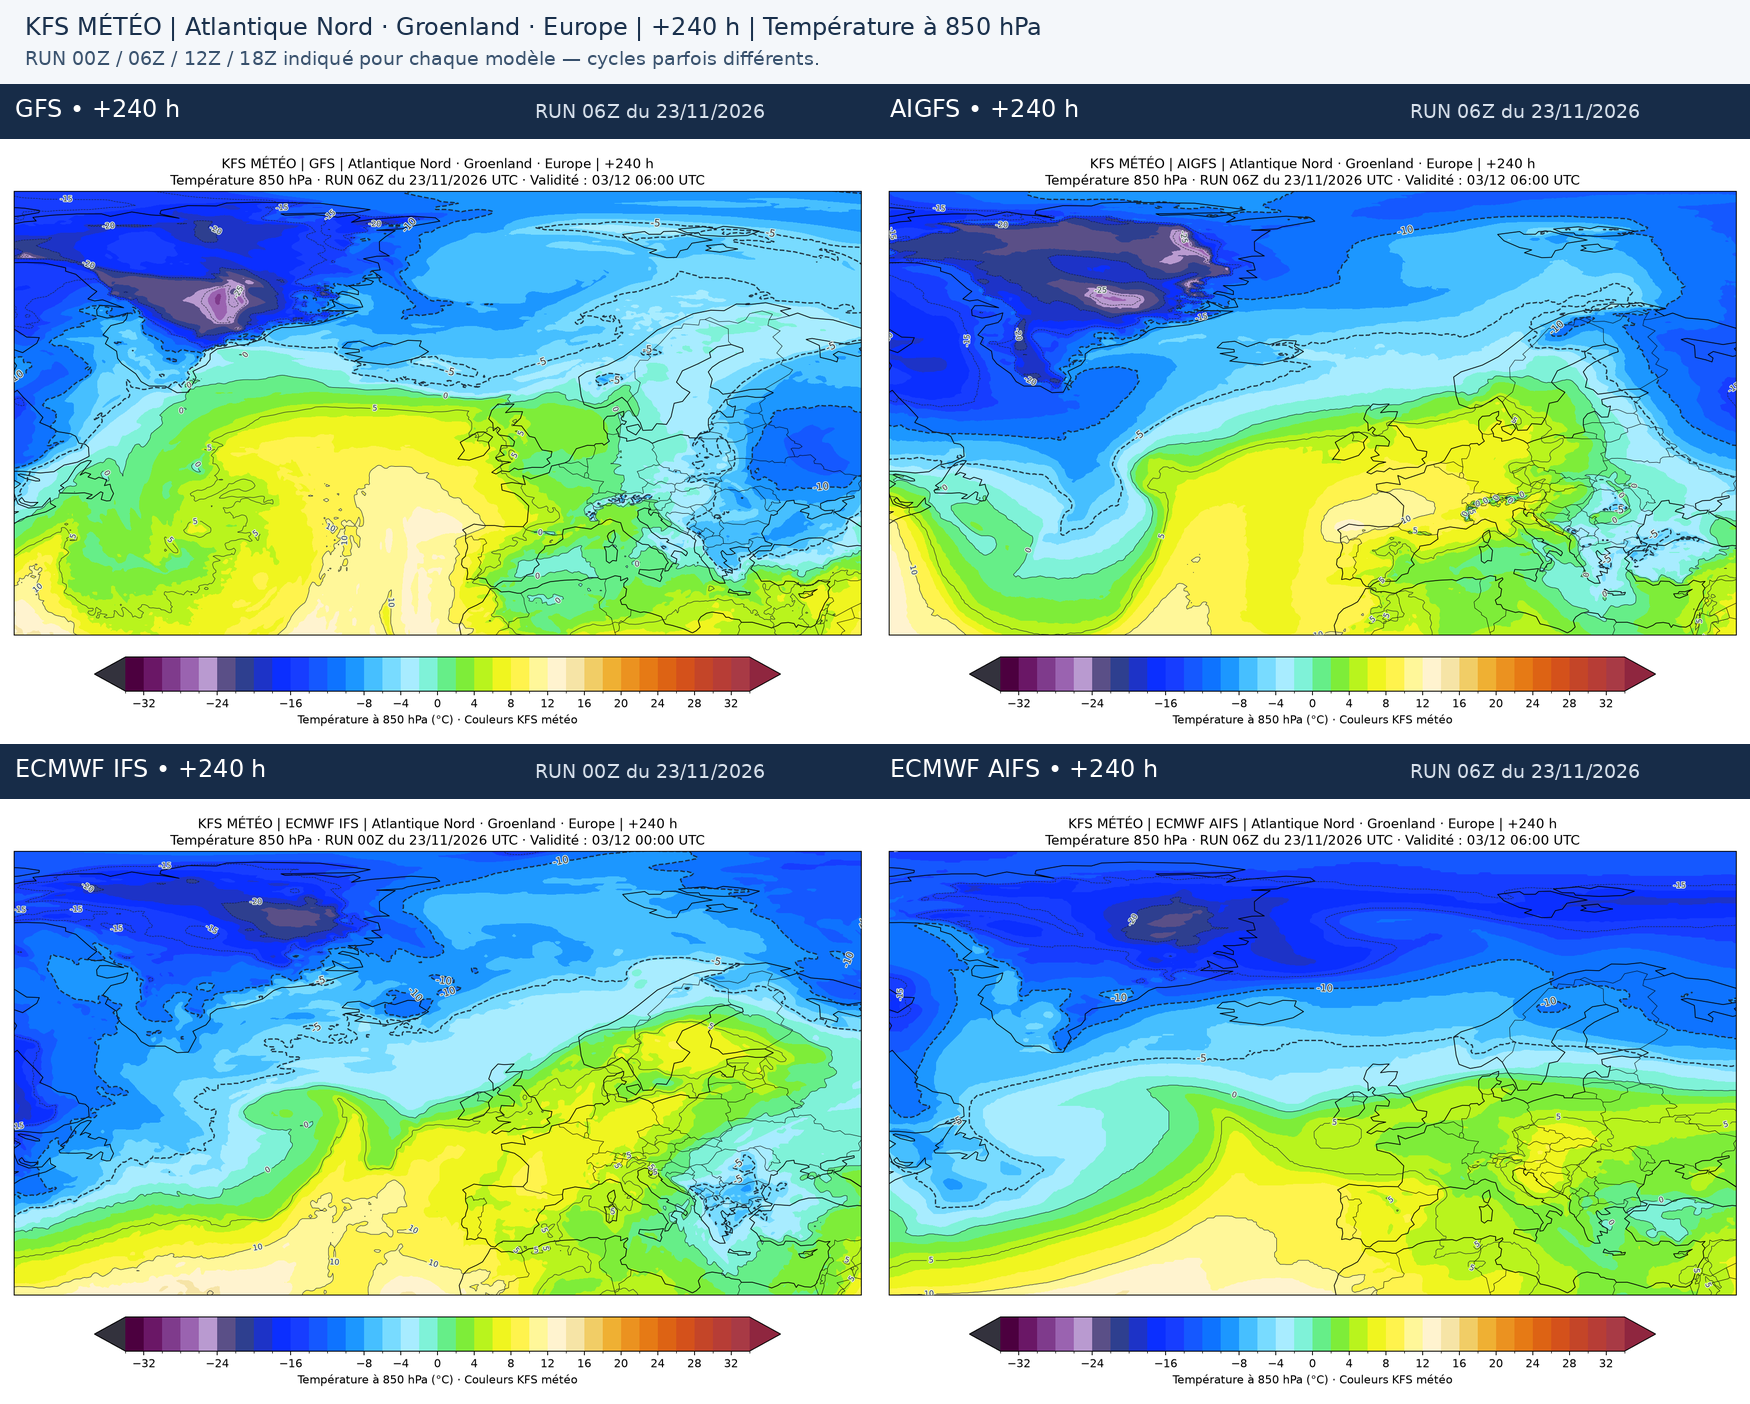 KFS MÉTÉO | Atlantique Nord · Groenland · Europe | +240 h | Température à 850 hPa
RUN 00Z / 06Z / 12Z / 18Z indiqué pour chaque modèle — cycles parfois différents.
GFS • +240 h
RUN 06Z du 23/11/2026
KFS MÉTÉO | GFS | Atlantique Nord · Groenland · Europe | +240 h
Température 850 hPa · RUN 06Z du 23/11/2026 UTC · Validité : 03/12 06:00 UTC
−32 −24 −16 −8 −4 0 4 8 12 16 20 24 28 32
Température à 850 hPa (°C) · Couleurs KFS météo
AIGFS • +240 h
RUN 06Z du 23/11/2026
KFS MÉTÉO | AIGFS | Atlantique Nord · Groenland · Europe | +240 h
Température 850 hPa · RUN 06Z du 23/11/2026 UTC · Validité : 03/12 06:00 UTC
−32 −24 −16 −8 −4 0 4 8 12 16 20 24 28 32
Température à 850 hPa (°C) · Couleurs KFS météo
ECMWF IFS • +240 h
RUN 00Z du 23/11/2026
KFS MÉTÉO | ECMWF IFS | Atlantique Nord · Groenland · Europe | +240 h
Température 850 hPa · RUN 00Z du 23/11/2026 UTC · Validité : 03/12 00:00 UTC
−32 −24 −16 −8 −4 0 4 8 12 16 20 24 28 32
Température à 850 hPa (°C) · Couleurs KFS météo
ECMWF AIFS • +240 h
RUN 06Z du 23/11/2026
KFS MÉTÉO | ECMWF AIFS | Atlantique Nord · Groenland · Europe | +240 h
Température 850 hPa · RUN 06Z du 23/11/2026 UTC · Validité : 03/12 06:00 UTC
−32 −24 −16 −8 −4 0 4 8 12 16 20 24 28 32
Température à 850 hPa (°C) · Couleurs KFS météo